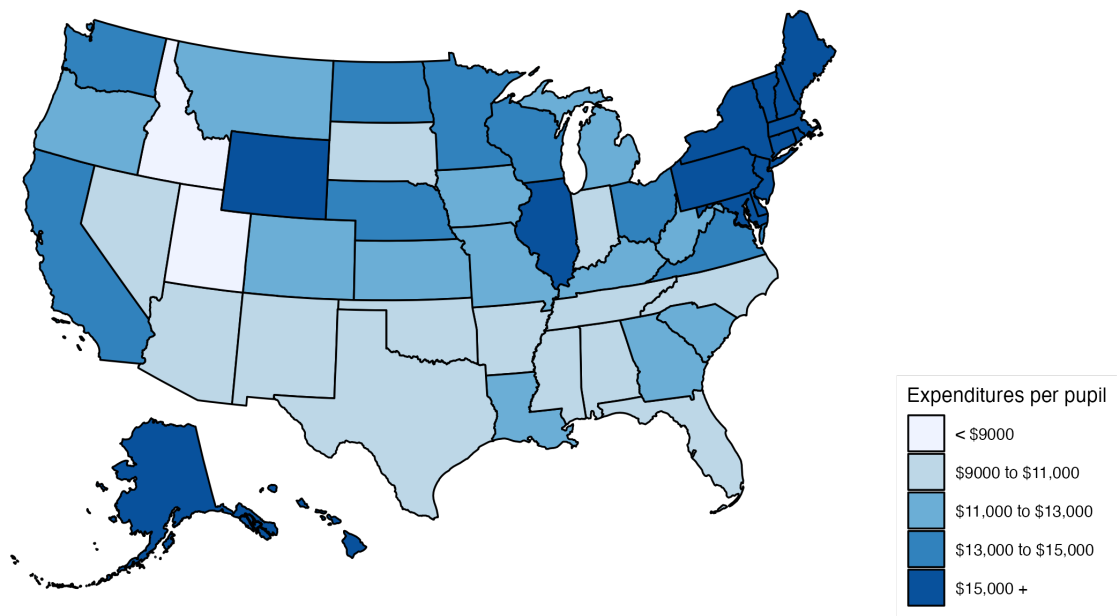 Expenditures per pupil
< $9000
$9000 to $11,000
$11,000 to $13,000
$13,000 to $15,000
$15,000 +